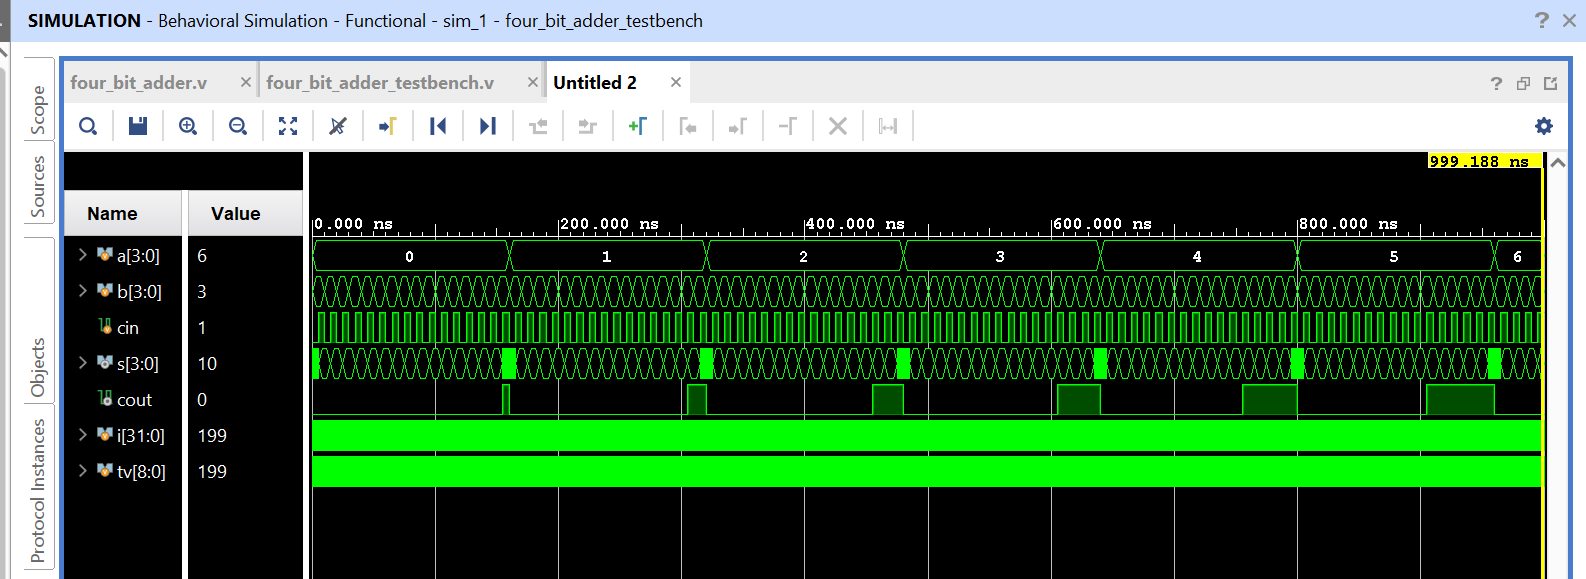 SIMULATION - Behavioral Simulation - Functional - sim_1 - four_bit_adder_testbench ? ×
four_bit_adder.v × four_bit_adder_testbench.v × Untitled 2 × ?
999.188 ns
Name Value
0.000 ns 200.000 ns 400.000 ns 600.000 ns 800.000 ns
a[3:0] 6 0 1 2 3 4 5 6
b[3:0] 3
cin 1
s[3:0] 10
cout 0
i[31:0] 199
tv[8:0] 199
Scope
Sources
Objects
Protocol Instances